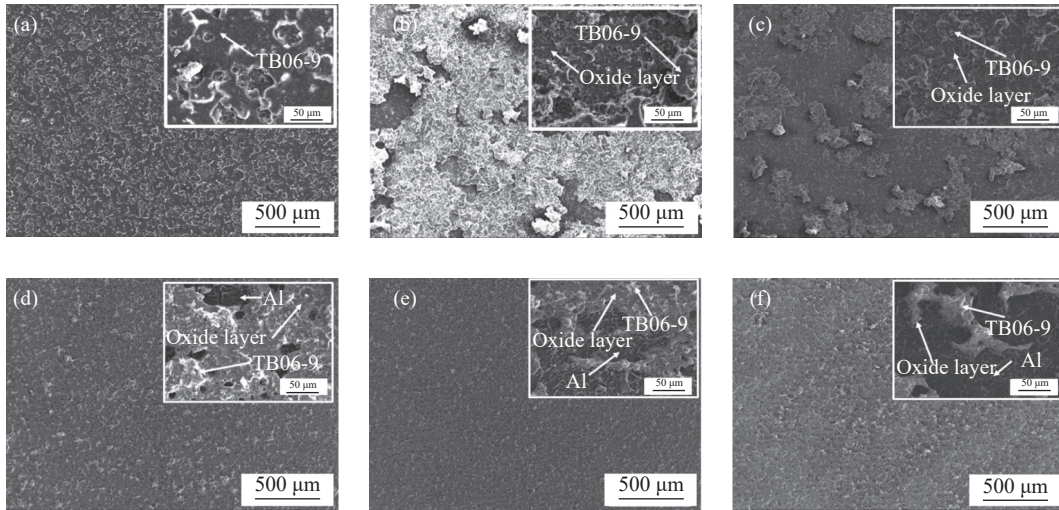 (a)
TB06-9
50 μm
500 μm
(b)
TB06-9
Oxide layer
50 μm
500 μm
(c)
TB06-9
Oxide layer
50 μm
500 μm
(d)
Al
Oxide layer
TB06-9
50 μm
500 μm
(e)
TB06-9
Oxide layer
Al
50 μm
500 μm
(f)
TB06-9
Oxide layer
Al
50 μm
500 μm